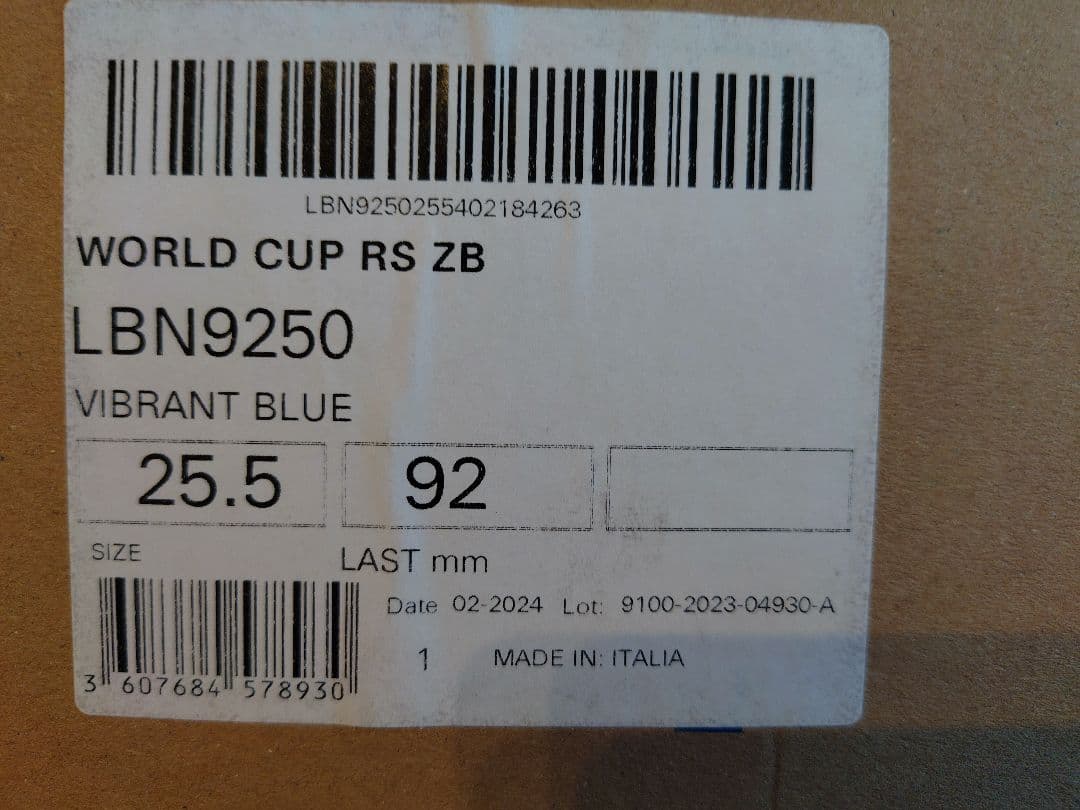 LBN9250255402184263
WORLD CUP RS ZB
LBN9250
VIBRANT BLUE
25.5 92
SIZE LAST mm
Date 02-2024 Lot: 9100-2023-04930-A
1 MADE IN: ITALIA
3 607684 578930